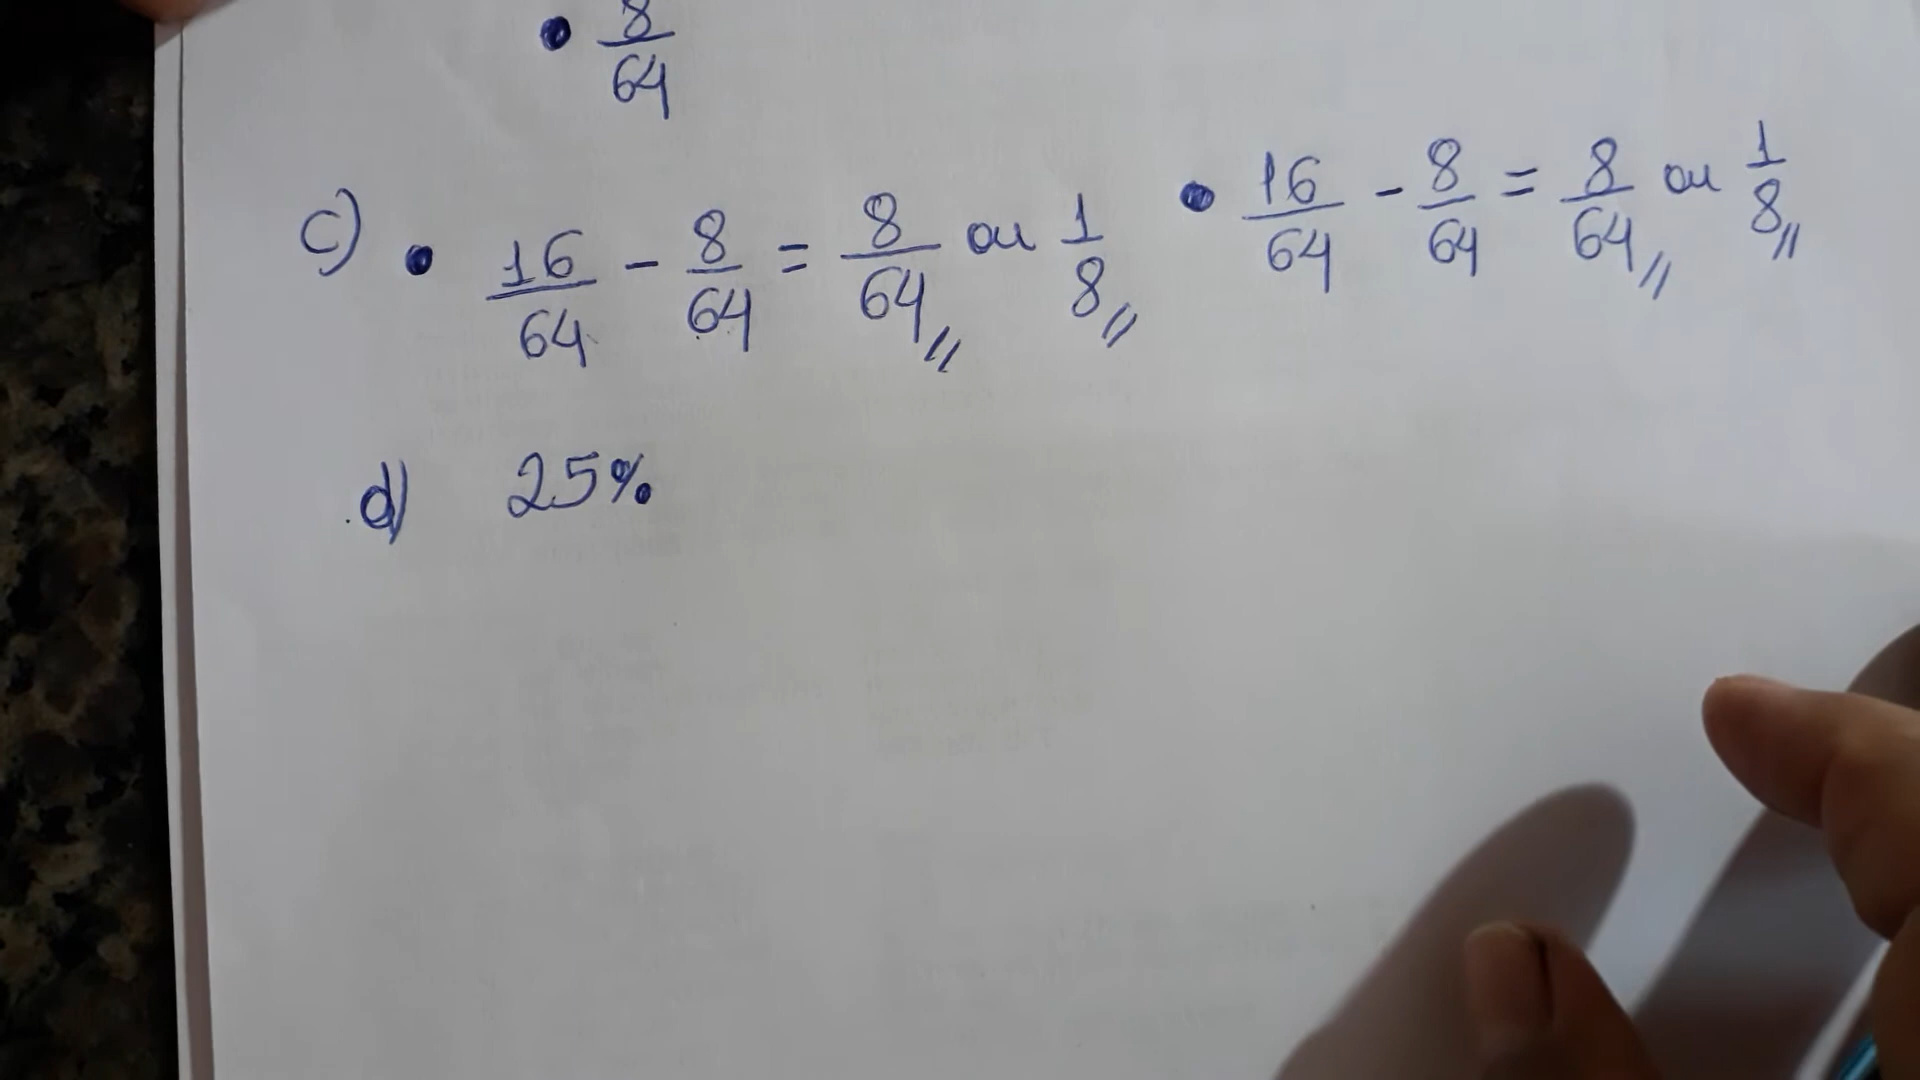 • 8/64
c) • 16/64 - 8/64 = 8/64,, ou 1/8,, • 16/64 - 8/64 = 8/64,, ou 1/8,,
d) 25%